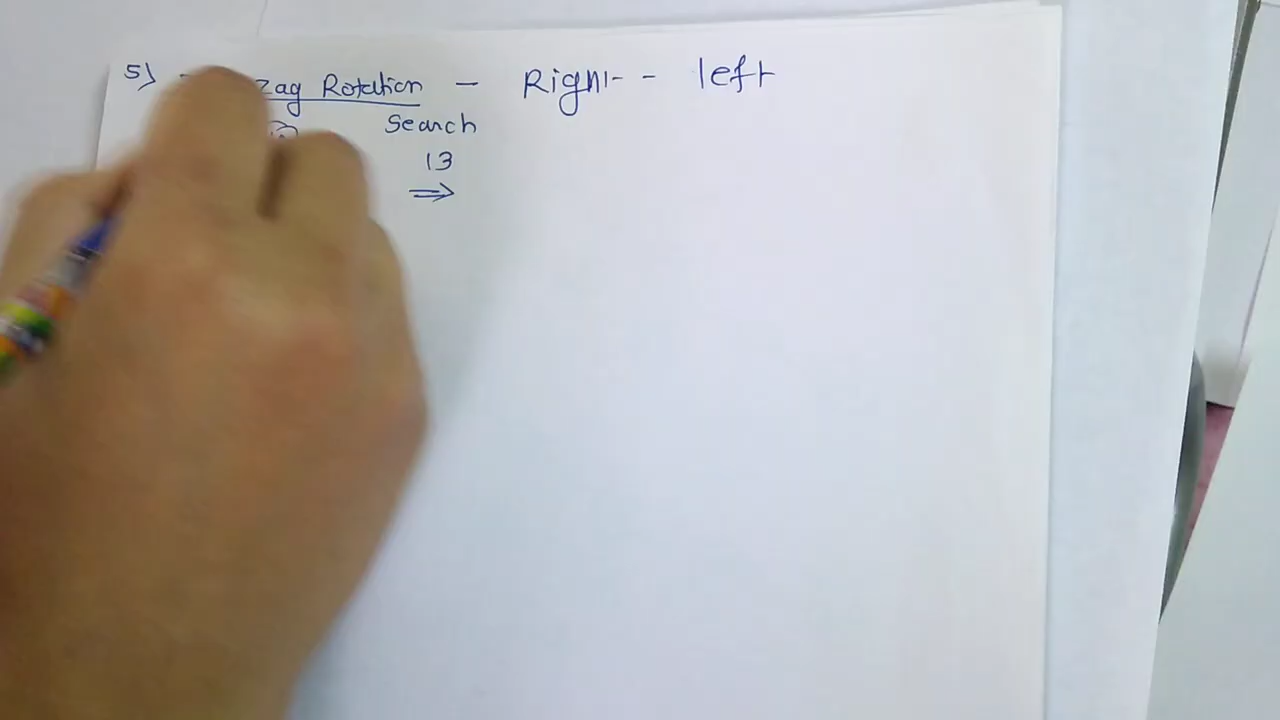 5) zag Rotation - Right - left
Search
13
⇒